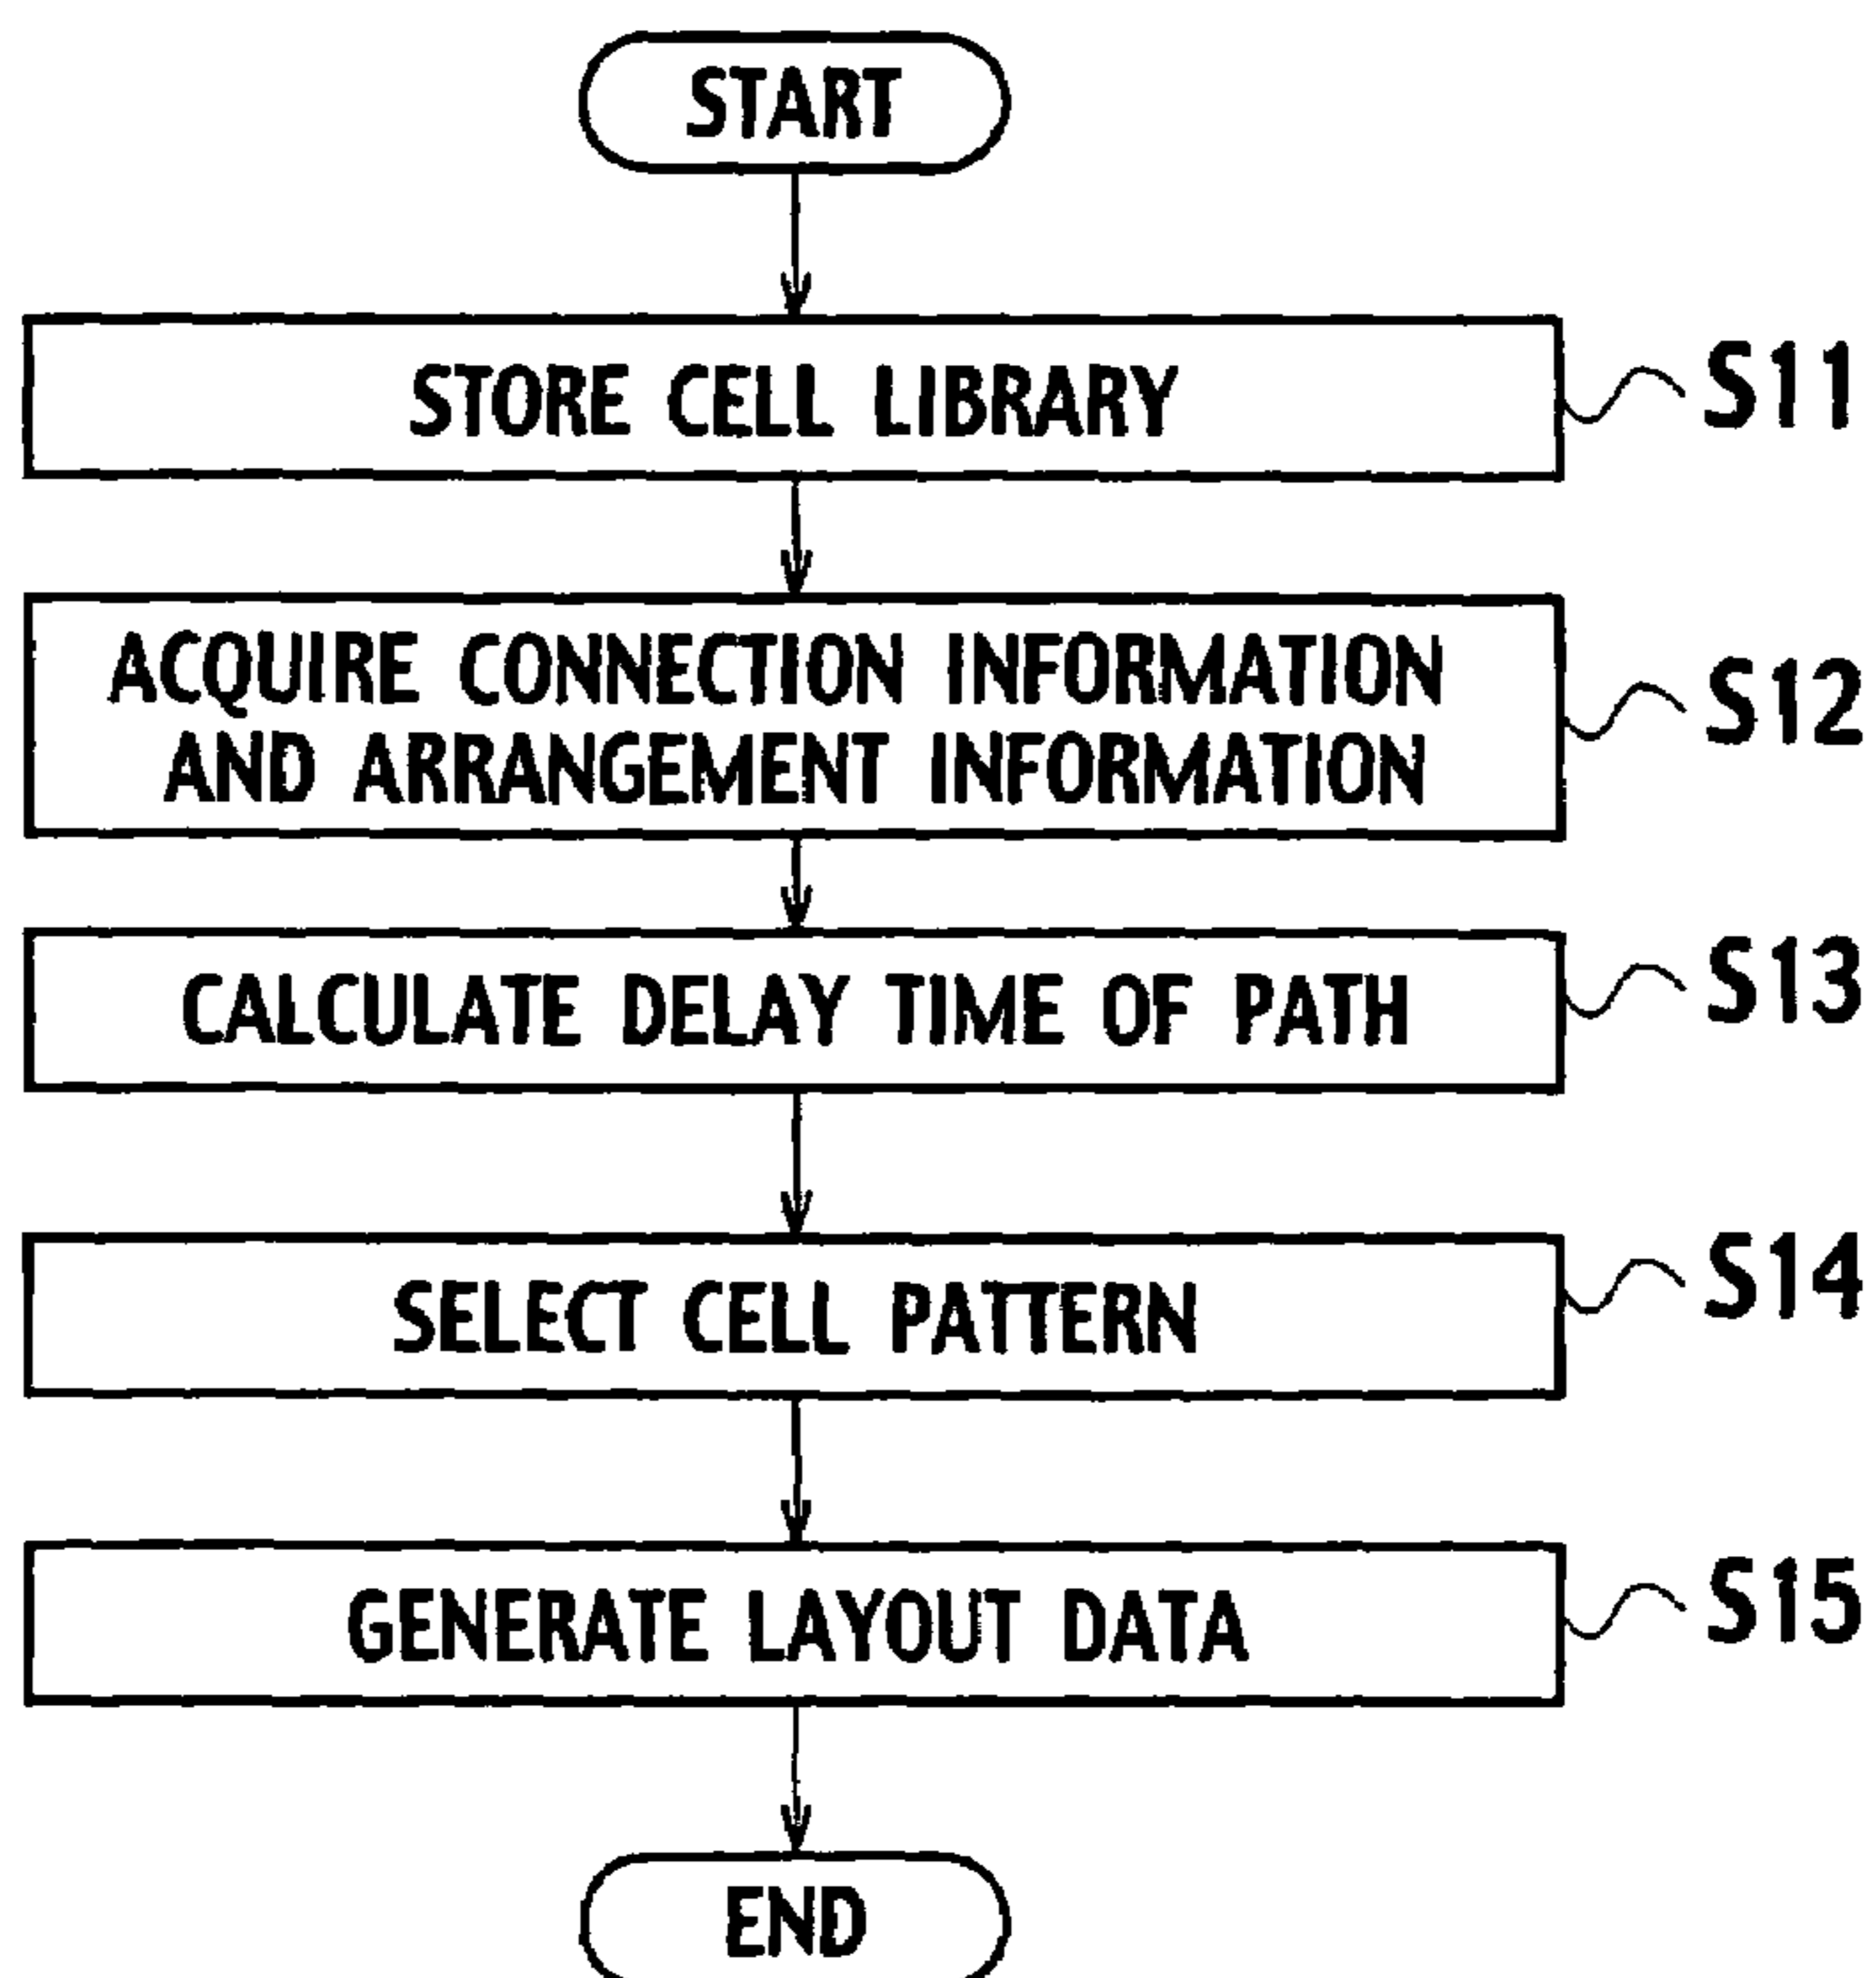 START
STORE CELL LIBRARY
S11
ACQUIRE CONNECTION INFORMATION
AND ARRANGEMENT INFORMATION
S12
CALCULATE DELAY TIME OF PATH
S13
SELECT CELL PATTERN
S14
GENERATE LAYOUT DATA
S15
END